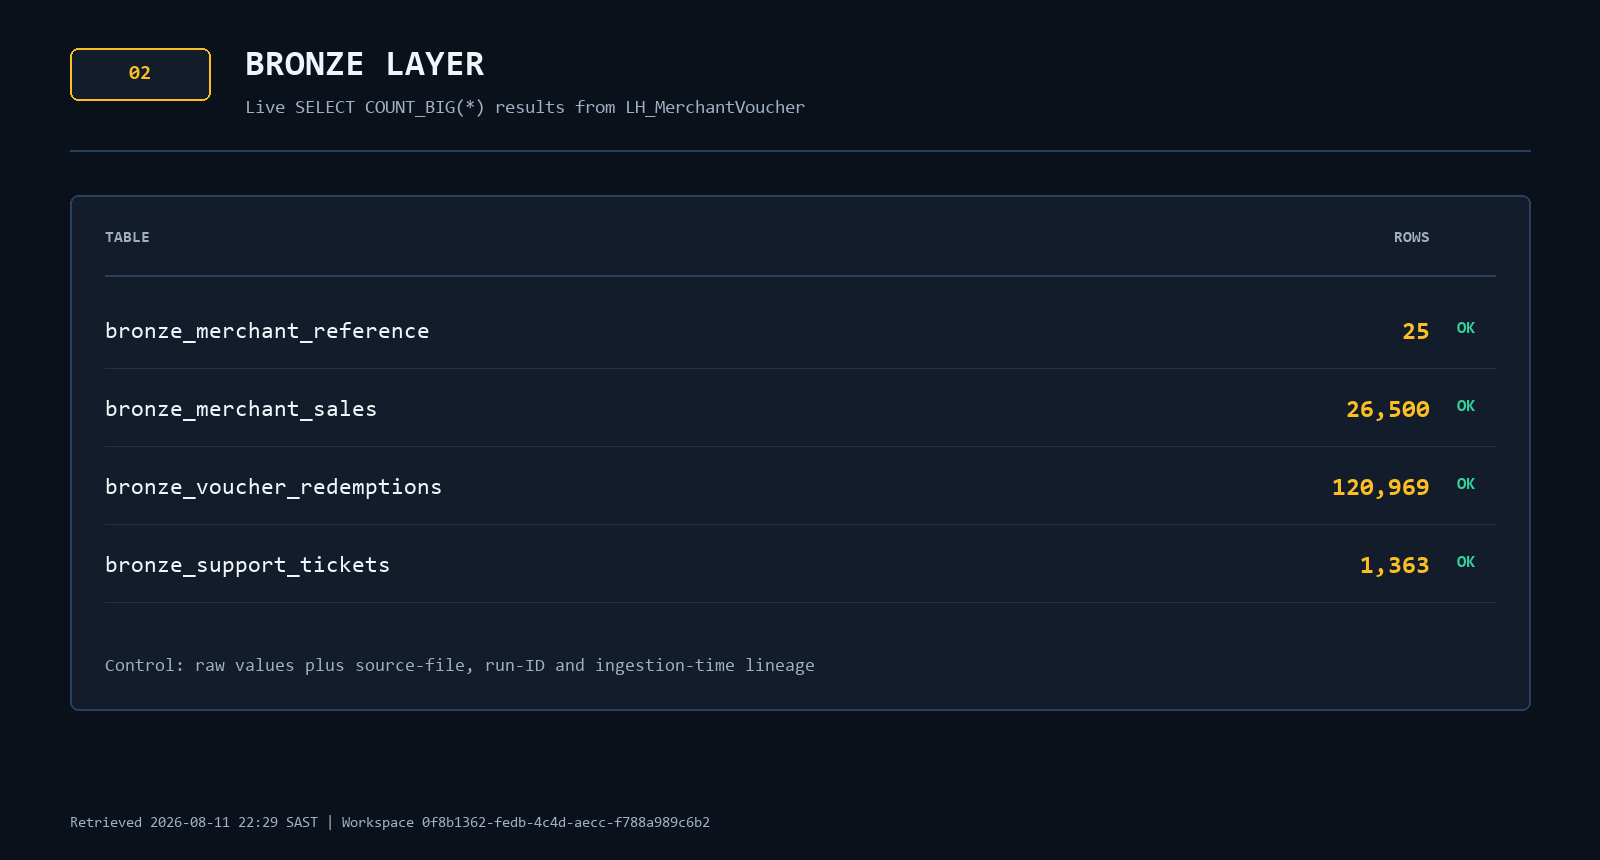 02
BRONZE LAYER
Live SELECT COUNT_BIG(*) results from LH_MerchantVoucher
TABLE ROWS
bronze_merchant_reference 25 OK
bronze_merchant_sales 26,500 OK
bronze_voucher_redemptions 120,969 OK
bronze_support_tickets 1,363 OK
Control: raw values plus source-file, run-ID and ingestion-time lineage
Retrieved 2026-08-11 22:29 SAST | Workspace 0f8b1362-fedb-4c4d-aecc-f788a989c6b2